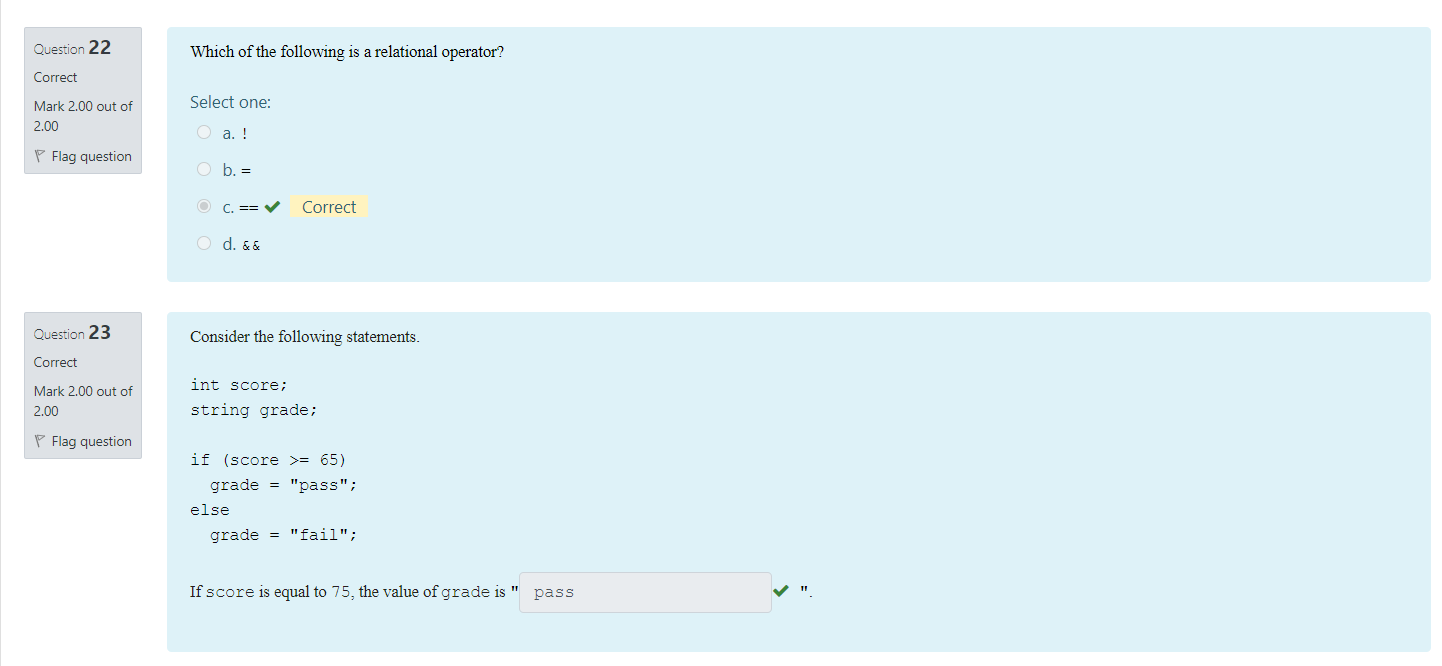 Question 22
Correct
Mark 2.00 out of
2.00
Flag question
Which of the following is a relational operator?
Select one:
a. !
b. =
c. == Correct
d. &&
Question 23
Correct
Mark 2.00 out of
2.00
Flag question
Consider the following statements.
int score;
string grade;
if (score >= 65)
grade = "pass";
else
grade = "fail";
If score is equal to 75, the value of grade is " pass ".